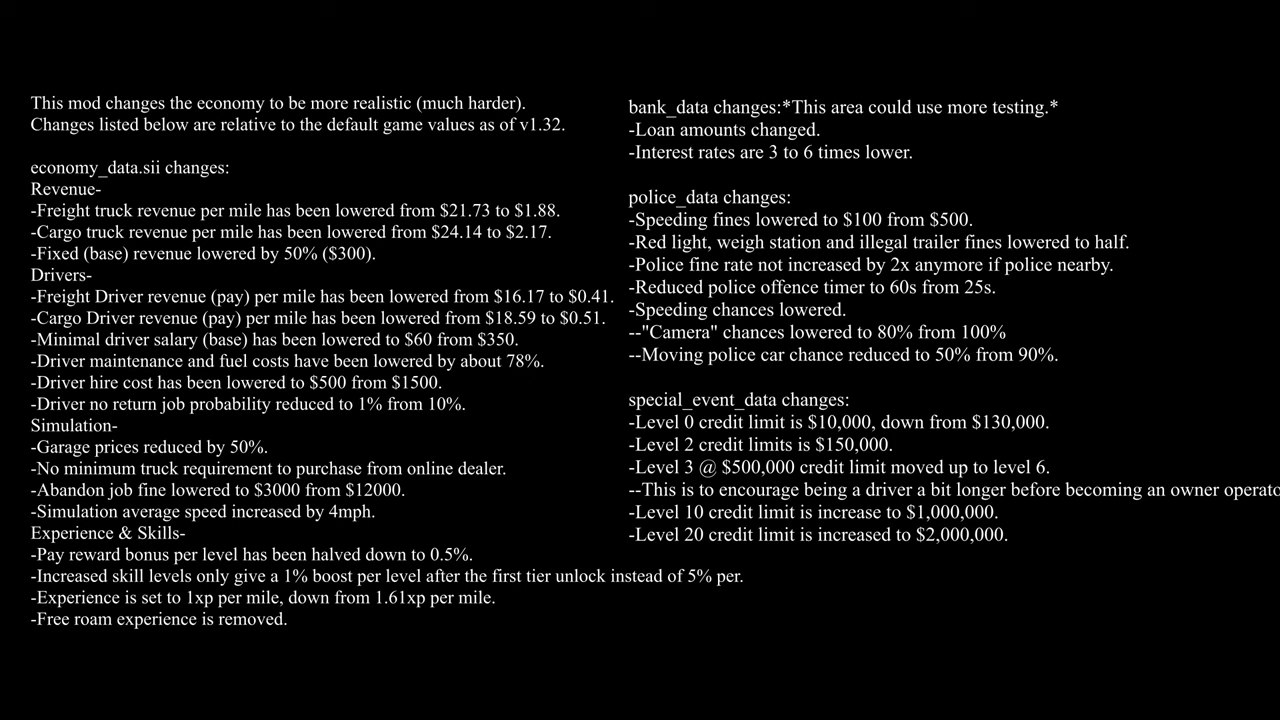 This mod changes the economy to be more realistic (much harder).
Changes listed below are relative to the default game values as of v1.32.
economy_data.sii changes:
Revenue-
-Freight truck revenue per mile has been lowered from $21.73 to $1.88.
-Cargo truck revenue per mile has been lowered from $24.14 to $2.17.
-Fixed (base) revenue lowered by 50% ($300).
Drivers-
-Freight Driver revenue (pay) per mile has been lowered from $16.17 to $0.41.
-Cargo Driver revenue (pay) per mile has been lowered from $18.59 to $0.51.
-Minimal driver salary (base) has been lowered to $60 from $350.
-Driver maintenance and fuel costs have been lowered by about 78%.
-Driver hire cost has been lowered to $500 from $1500.
-Driver no return job probability reduced to 1% from 10%.
Simulation-
-Garage prices reduced by 50%.
-No minimum truck requirement to purchase from online dealer.
-Abandon job fine lowered to $3000 from $12000.
-Simulation average speed increased by 4mph.
Experience & Skills-
-Pay reward bonus per level has been halved down to 0.5%.
-Increased skill levels only give a 1% boost per level after the first tier unlock instead of 5% per.
-Experience is set to 1xp per mile, down from 1.61xp per mile.
-Free roam experience is removed.
bank_data changes:*This area could use more testing.*
-Loan amounts changed.
-Interest rates are 3 to 6 times lower.
police_data changes:
-Speeding fines lowered to $100 from $500.
-Red light, weigh station and illegal trailer fines lowered to half.
-Police fine rate not increased by 2x anymore if police nearby.
-Reduced police offence timer to 60s from 25s.
-Speeding chances lowered.
--"Camera" chances lowered to 80% from 100%
--Moving police car chance reduced to 50% from 90%.
special_event_data changes:
-Level 0 credit limit is $10,000, down from $130,000.
-Level 2 credit limits is $150,000.
-Level 3 @ $500,000 credit limit moved up to level 6.
--This is to encourage being a driver a bit longer before becoming an owner operato
-Level 10 credit limit is increase to $1,000,000.
-Level 20 credit limit is increased to $2,000,000.